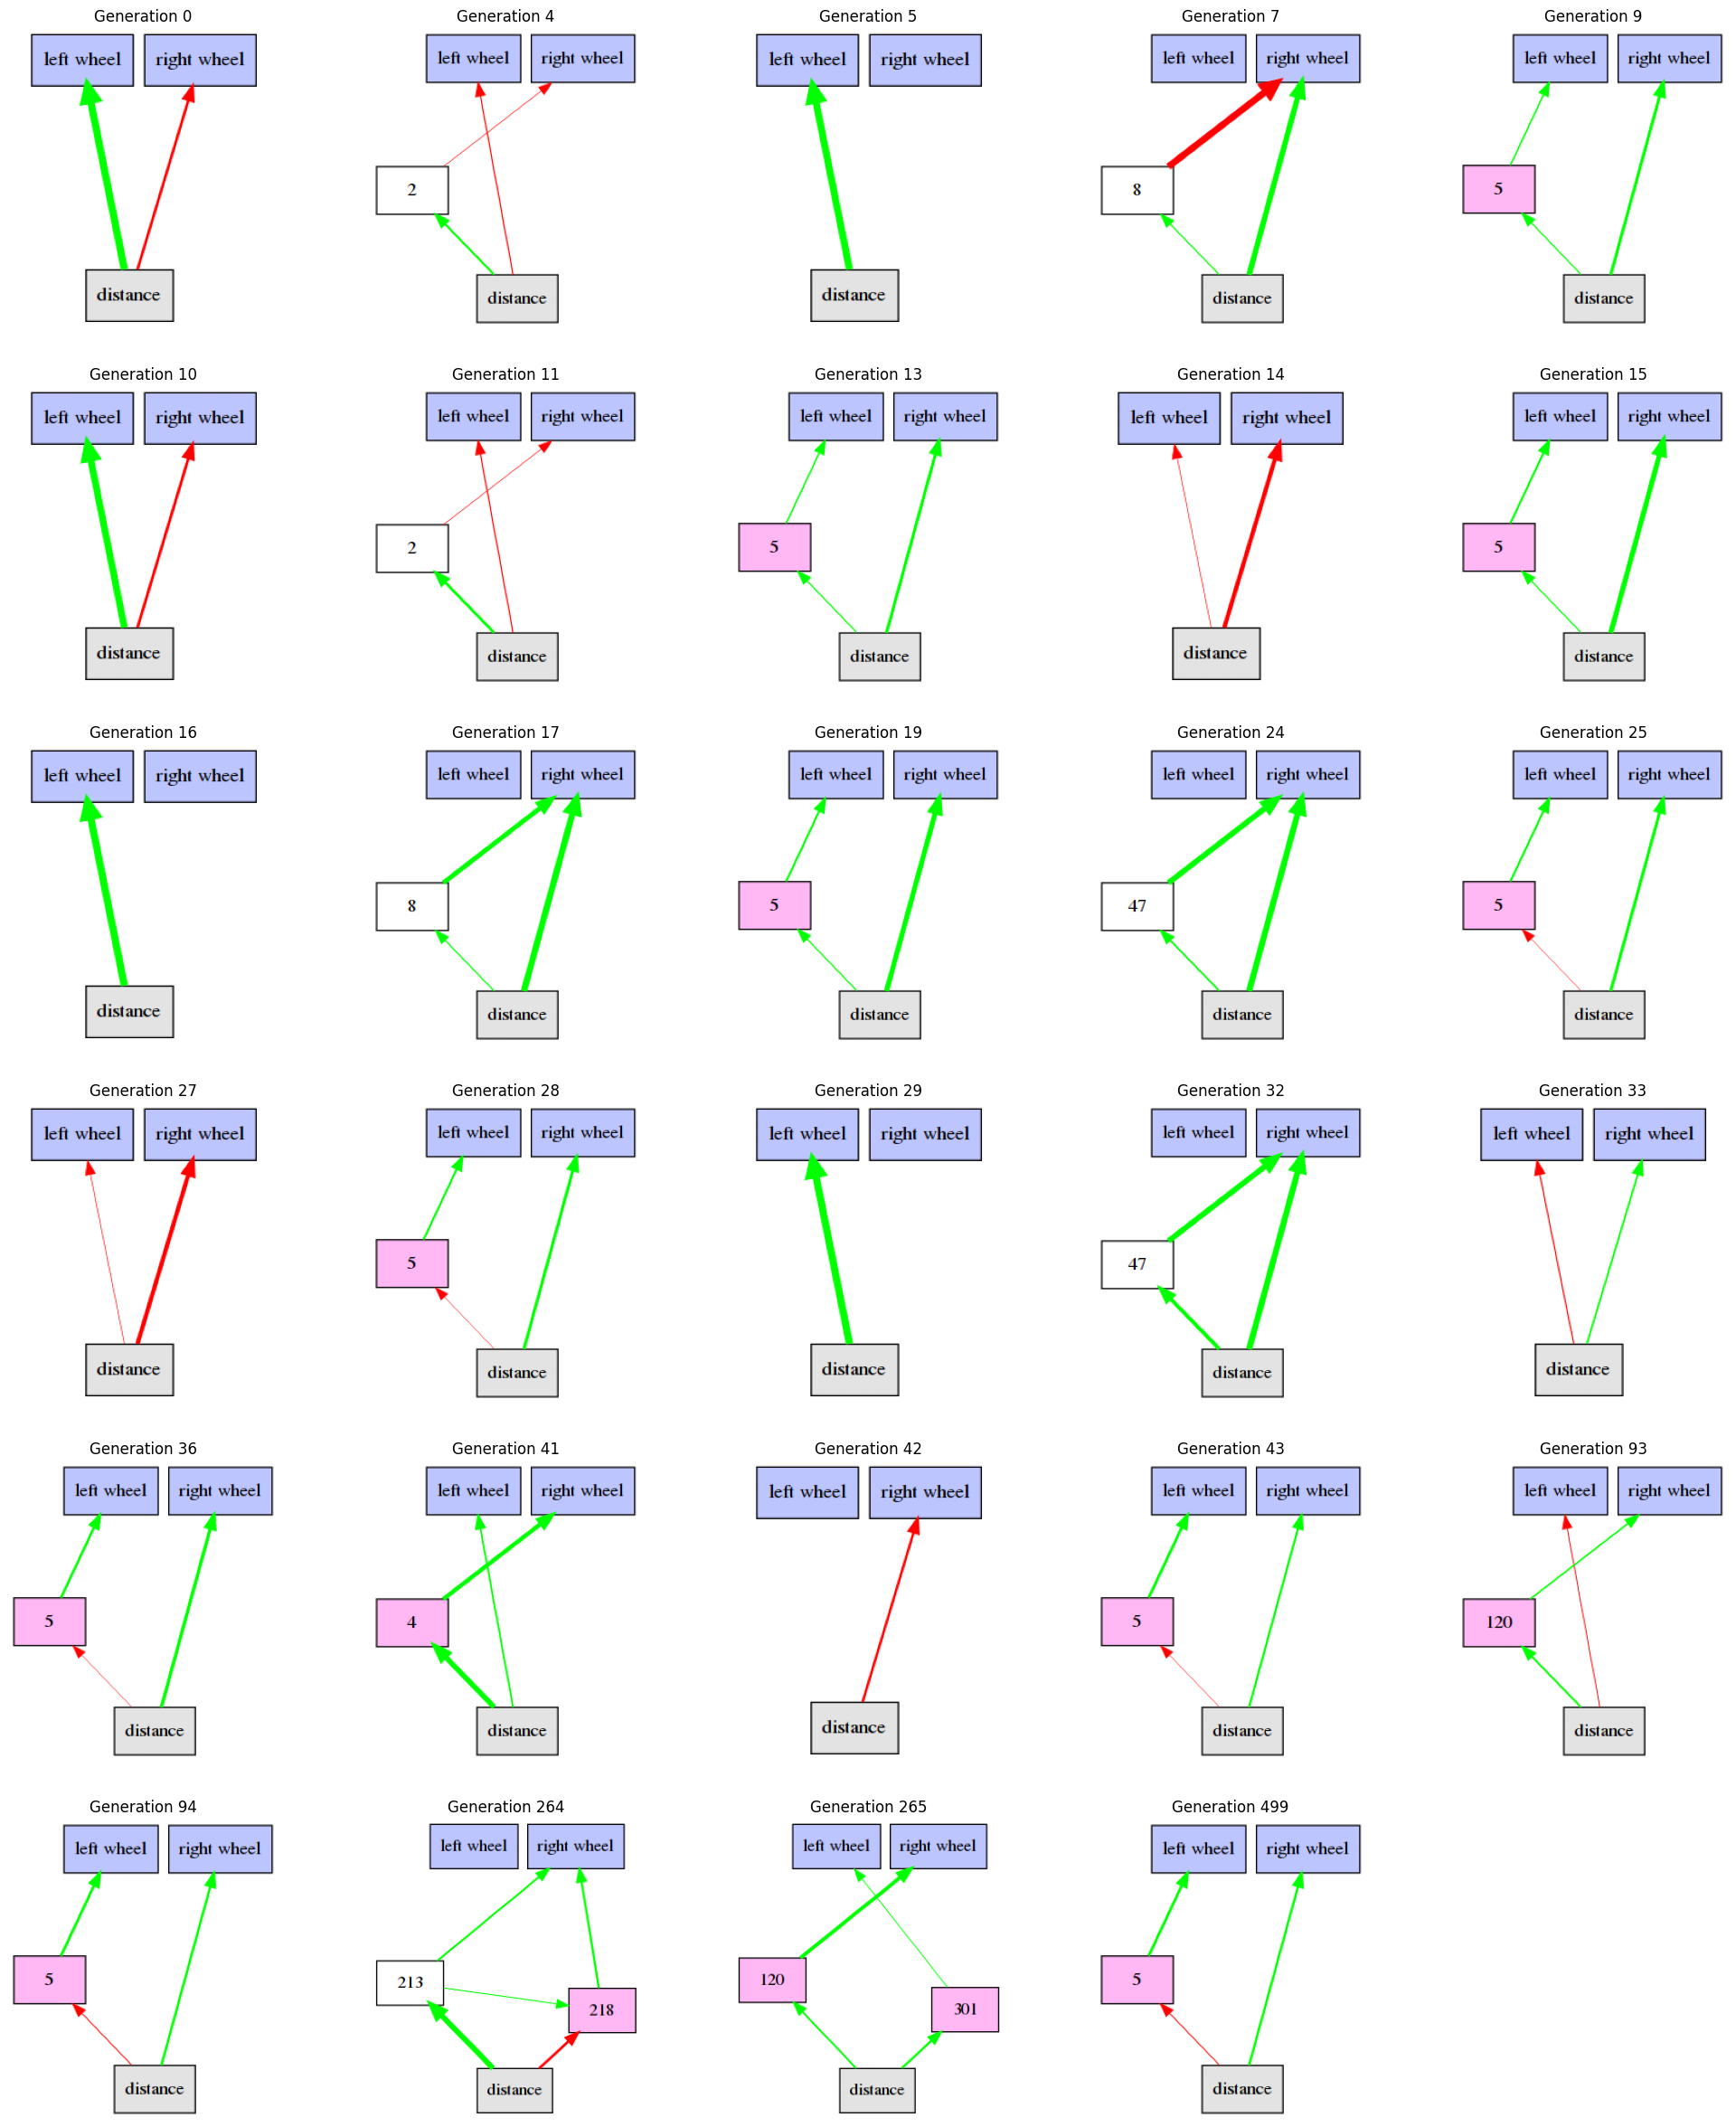 Generation 0
left wheel right wheel
distance
Generation 4
left wheel right wheel
2
distance
Generation 5
left wheel right wheel
distance
Generation 7
left wheel right wheel
8
distance
Generation 9
left wheel right wheel
5
distance
Generation 10
left wheel right wheel
distance
Generation 11
left wheel right wheel
2
distance
Generation 13
left wheel right wheel
5
distance
Generation 14
left wheel right wheel
distance
Generation 15
left wheel right wheel
5
distance
Generation 16
left wheel right wheel
distance
Generation 17
left wheel right wheel
8
distance
Generation 19
left wheel right wheel
5
distance
Generation 24
left wheel right wheel
47
distance
Generation 25
left wheel right wheel
5
distance
Generation 27
left wheel right wheel
distance
Generation 28
left wheel right wheel
5
distance
Generation 29
left wheel right wheel
distance
Generation 32
left wheel right wheel
47
distance
Generation 33
left wheel right wheel
distance
Generation 36
left wheel right wheel
5
distance
Generation 41
left wheel right wheel
4
distance
Generation 42
left wheel right wheel
distance
Generation 43
left wheel right wheel
5
distance
Generation 93
left wheel right wheel
120
distance
Generation 94
left wheel right wheel
5
distance
Generation 264
left wheel right wheel
213
218
distance
Generation 265
left wheel right wheel
120
301
distance
Generation 499
left wheel right wheel
5
distance